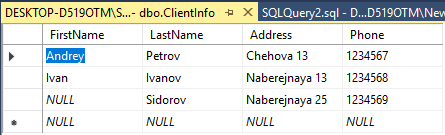 DESKTOP-D519OTM\S... - dbo.ClientInfo SQLQuery2.sql - D...D519OTM\New
FirstName LastName Address Phone
Andrey Petrov Chehova 13 1234567
Ivan Ivanov Naberejnaya 13 1234568
NULL Sidorov Naberejnaya 25 1234569
NULL NULL NULL NULL